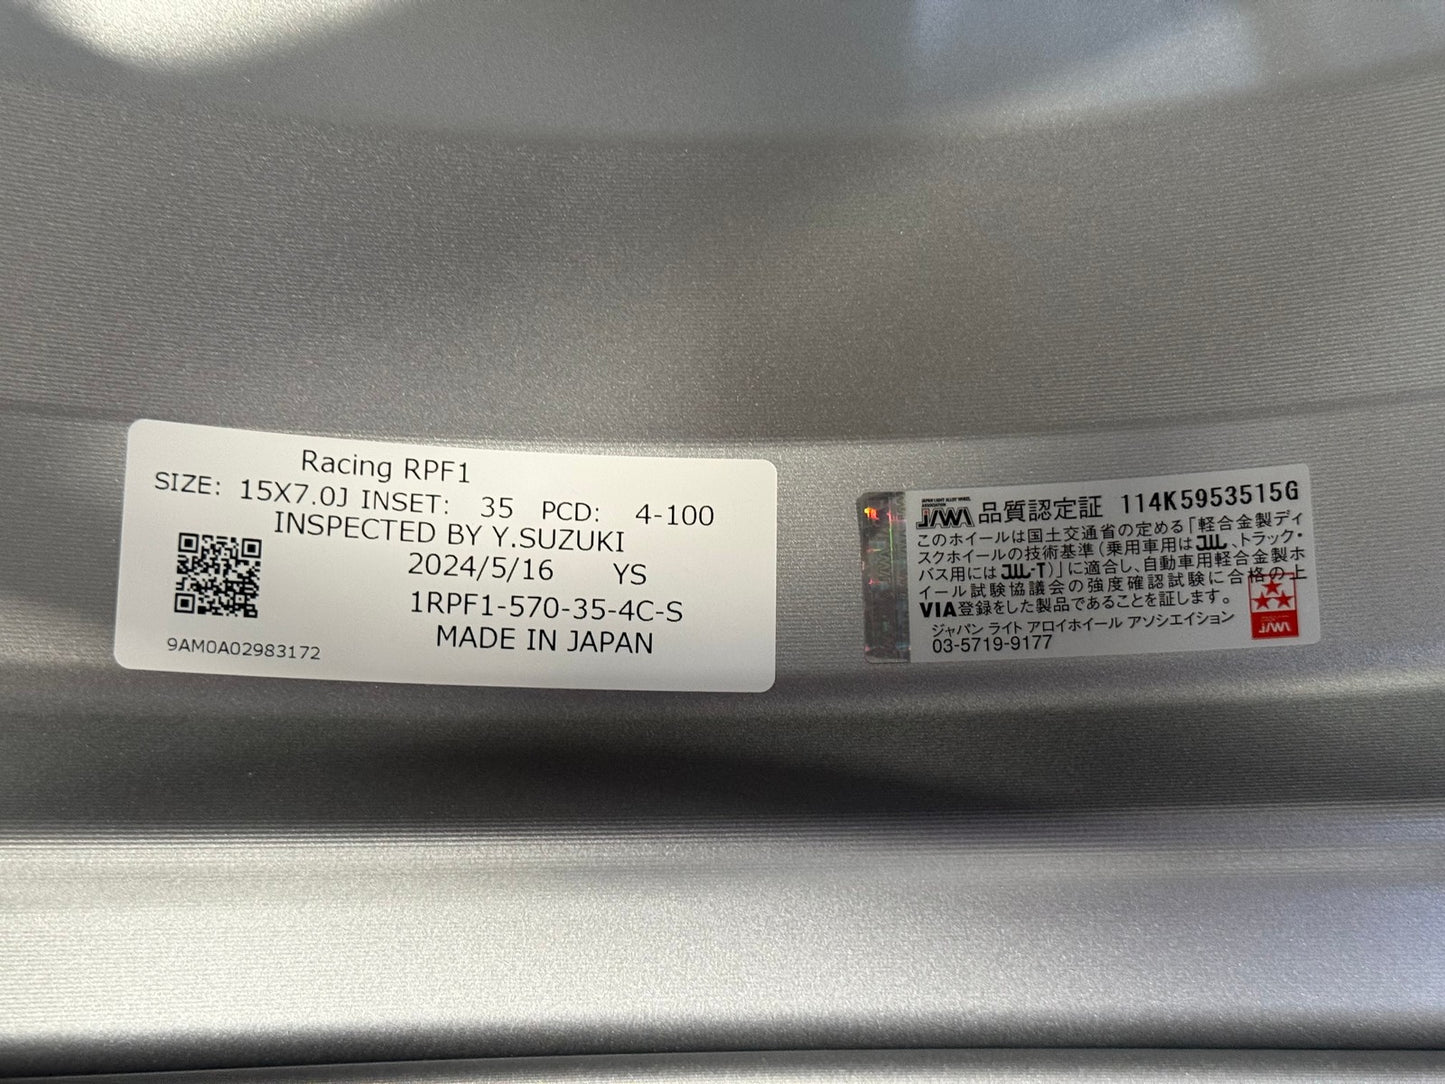 Racing RPF1
SIZE: 15X7.0J INSET: 35 PCD: 4-100
INSPECTED BY Y.SUZUKI
2024/5/16 YS
1RPF1-570-35-4C-S
MADE IN JAPAN
9AM0A02983172
JAPAN LIGHT ALLOY WHEEL ASSOCIATION
JAWA 品質認定証 114K5953515G
このホイールは国土交通省の定める「軽合金製ディ
スクホイールの技術基準（乗用車用はJWL、トラック・
バス用にはJWL-T）」に適合し、自動車用軽合金製ホ
イール試験協議会の強度確認試験に合格の上
VIA登録をした製品であることを証します。
ジャパン ライト アロイホイール アソシエイション
03-5719-9177
JAWA